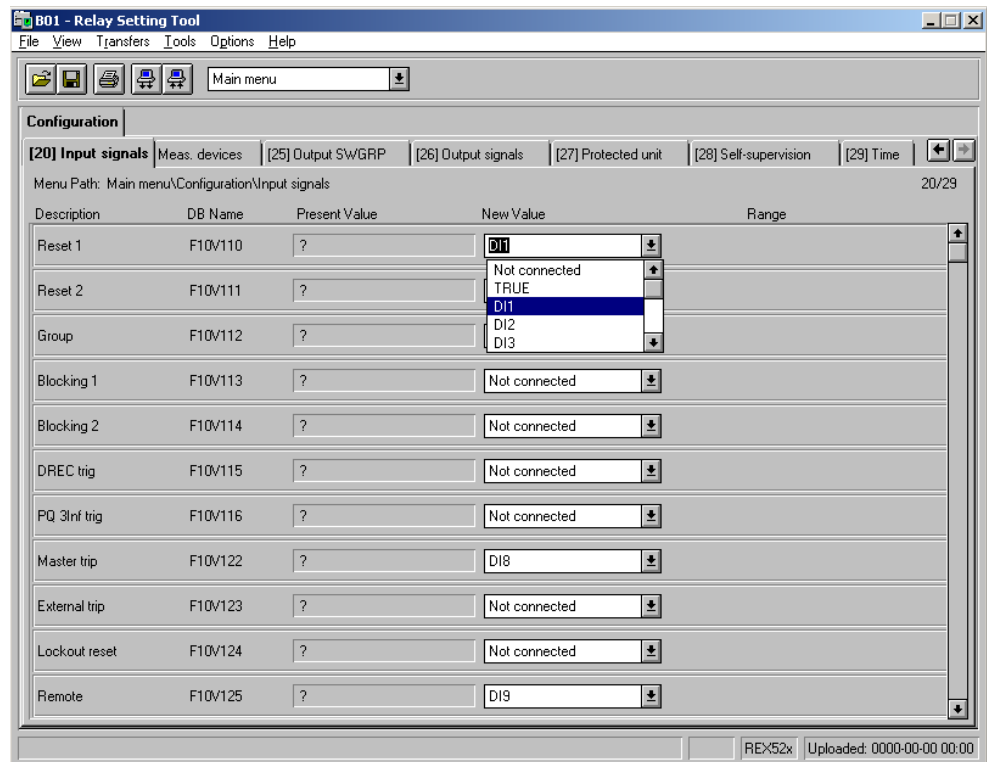 B01 - Relay Setting Tool
File View Transfers Tools Options Help
Main menu
Configuration
[20] Input signals Meas. devices [25] Output SWGRP [26] Output signals [27] Protected unit [28] Self-supervision [29] Time
Menu Path: Main menu\Configuration\Input signals 20/29
Description DB Name Present Value New Value Range
Reset 1 F10V110 ? DI1
Not connected
TRUE
Reset 2 F10V111 ?
DI1
DI2
Group F10V112 ?
DI3
Blocking 1 F10V113 ? Not connected
Blocking 2 F10V114 ? Not connected
DREC trig F10V115 ? Not connected
PQ 3Inf trig F10V116 ? Not connected
Master trip F10V122 ? DI8
External trip F10V123 ? Not connected
Lockout reset F10V124 ? Not connected
Remote F10V125 ? DI9
REX52x Uploaded: 0000-00-00 00:00